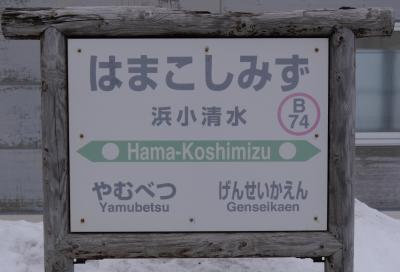 はまこしみず
浜小清水
B
74
Hama-Koshimizu
やむべつ げんせいかえん
Yamubetsu Genseikaen